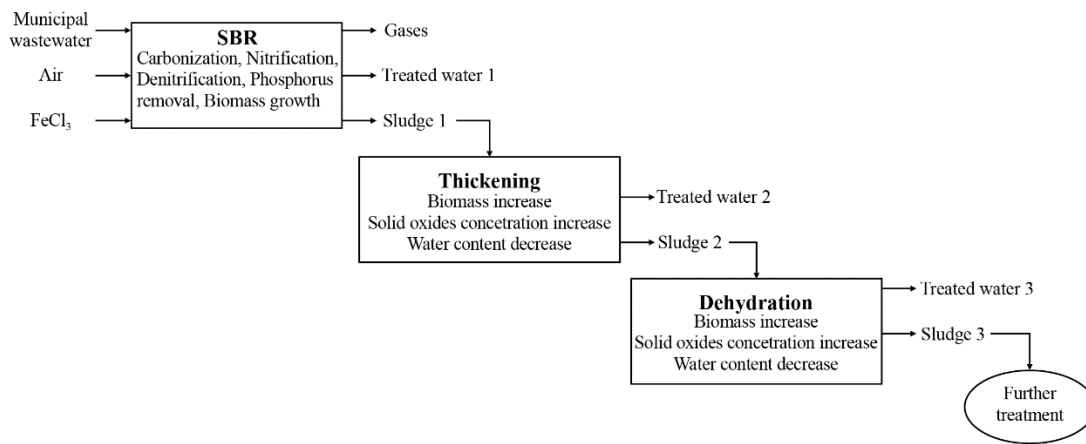 Municipal
wastewater
Air
FeCl₃
SBR
Carbonization, Nitrification,
Denitrification, Phosphorus
removal, Biomass growth
Gases
Treated water 1
Sludge 1
Thickening
Biomass increase
Solid oxides concetration increase
Water content decrease
Treated water 2
Sludge 2
Dehydration
Biomass increase
Solid oxides concetration increase
Water content decrease
Treated water 3
Sludge 3
Further
treatment